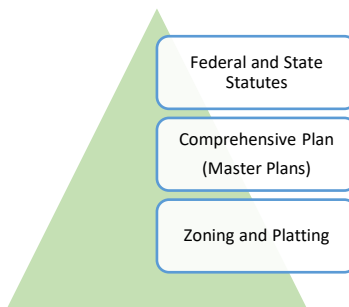 Federal and State
Statutes
Comprehensive Plan
(Master Plans)
Zoning and Platting